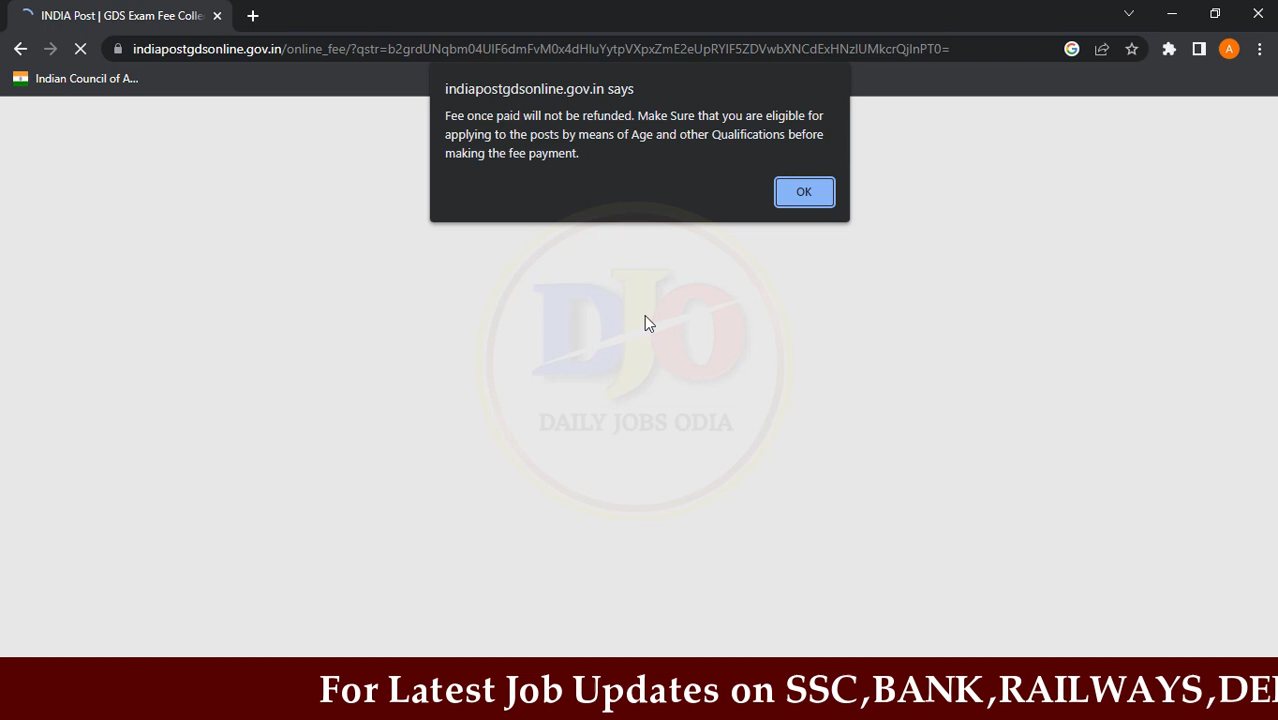 INDIA Post | GDS Exam Fee Colle
indiapostgdsonline.gov.in/online_fee/?qstr=b2grdUNqbm04UIF6dmFvM0x4dHIuYytpVXpxZmE2eUpRYIF5ZDVwbXNCdExHNzIUMkcrQjlnPT0=
A
Indian Council of A...
indiapostgdsonline.gov.in says
Fee once paid will not be refunded. Make Sure that you are eligible for
applying to the posts by means of Age and other Qualifications before
making the fee payment.
OK
DJO
DAILY JOBS ODIA
For Latest Job Updates on SSC,BANK,RAILWAYS,DE